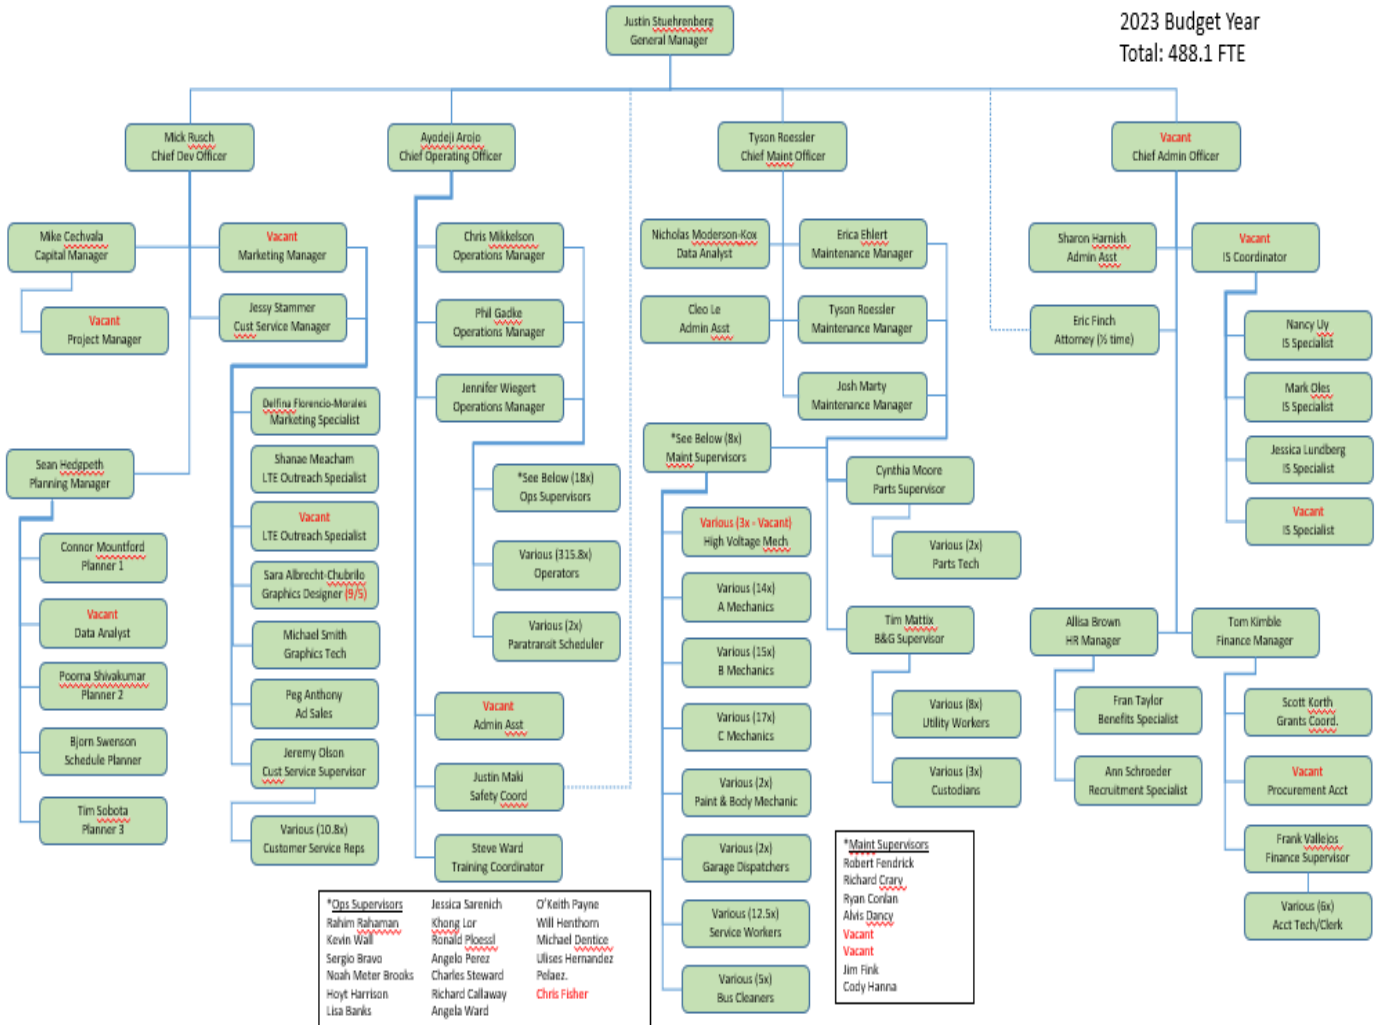 2023 Budget Year
Total: 488.1 FTE
Justin Stuehrenberg
General Manager
Mick Rusch
Chief Dev Officer
Ayodeji Arojo
Chief Operating Officer
Tyson Roessler
Chief Maint Officer
Vacant
Chief Admin Officer
Mike Cechvala
Capital Manager
Vacant
Project Manager
Vacant
Marketing Manager
Jessy Stammer
Cust Service Manager
Delfina Florencio-Morales
Marketing Specialist
Shanae Meacham
LTE Outreach Specialist
Vacant
LTE Outreach Specialist
Sara Albrecht-Chubrilo
Graphics Designer (9/5)
Michael Smith
Graphics Tech
Peg Anthony
Ad Sales
Jeremy Olson
Cust Service Supervisor
Various (10.8x)
Customer Service Reps
Sean Hedgpeth
Planning Manager
Connor Mountford
Planner 1
Vacant
Data Analyst
Poorna Shivakumar
Planner 2
Bjorn Swenson
Schedule Planner
Tim Sobota
Planner 3
Chris Mikkelson
Operations Manager
Phil Gadke
Operations Manager
Jennifer Wiegert
Operations Manager
*See Below (18x)
Ops Supervisors
Various (315.8x)
Operators
Various (2x)
Paratransit Scheduler
Vacant
Admin Asst
Justin Maki
Safety Coord
Steve Ward
Training Coordinator
Nicholas Moderson-Kox
Data Analyst
Cleo Le
Admin Asst
Erica Ehlert
Maintenance Manager
Tyson Roessler
Maintenance Manager
Josh Marty
Maintenance Manager
*See Below (8x)
Maint Supervisors
Various (3x - Vacant)
High Voltage Mech
Various (14x)
A Mechanics
Various (15x)
B Mechanics
Various (17x)
C Mechanics
Various (2x)
Paint & Body Mechanic
Various (2x)
Garage Dispatchers
Various (12.5x)
Service Workers
Various (5x)
Bus Cleaners
Cynthia Moore
Parts Supervisor
Various (2x)
Parts Tech
Tim Mattix
B&G Supervisor
Various (8x)
Utility Workers
Various (3x)
Custodians
Sharon Harnish
Admin Asst
Eric Finch
Attorney (½ time)
Vacant
IS Coordinator
Nancy Uy
IS Specialist
Mark Oles
IS Specialist
Jessica Lundberg
IS Specialist
Vacant
IS Specialist
Allisa Brown
HR Manager
Fran Taylor
Benefits Specialist
Ann Schroeder
Recruitment Specialist
Tom Kimble
Finance Manager
Scott Korth
Grants Coord.
Vacant
Procurement Acct
Frank Vallejos
Finance Supervisor
Various (6x)
Acct Tech/Clerk
*Ops Supervisors
Rahim Rahaman
Kevin Wall
Sergio Bravo
Noah Meter Brooks
Hoyt Harrison
Lisa Banks
Jessica Sarenich
Khong Lor
Ronald Ploessl
Angelo Perez
Charles Steward
Richard Callaway
Angela Ward
O'Keith Payne
Will Henthorn
Michael Dentice
Ulises Hernandez
Pelaez.
Chris Fisher
*Maint Supervisors
Robert Fendrick
Richard Crary
Ryan Conlan
Alvis Dancy
Vacant
Vacant
Jim Fink
Cody Hanna